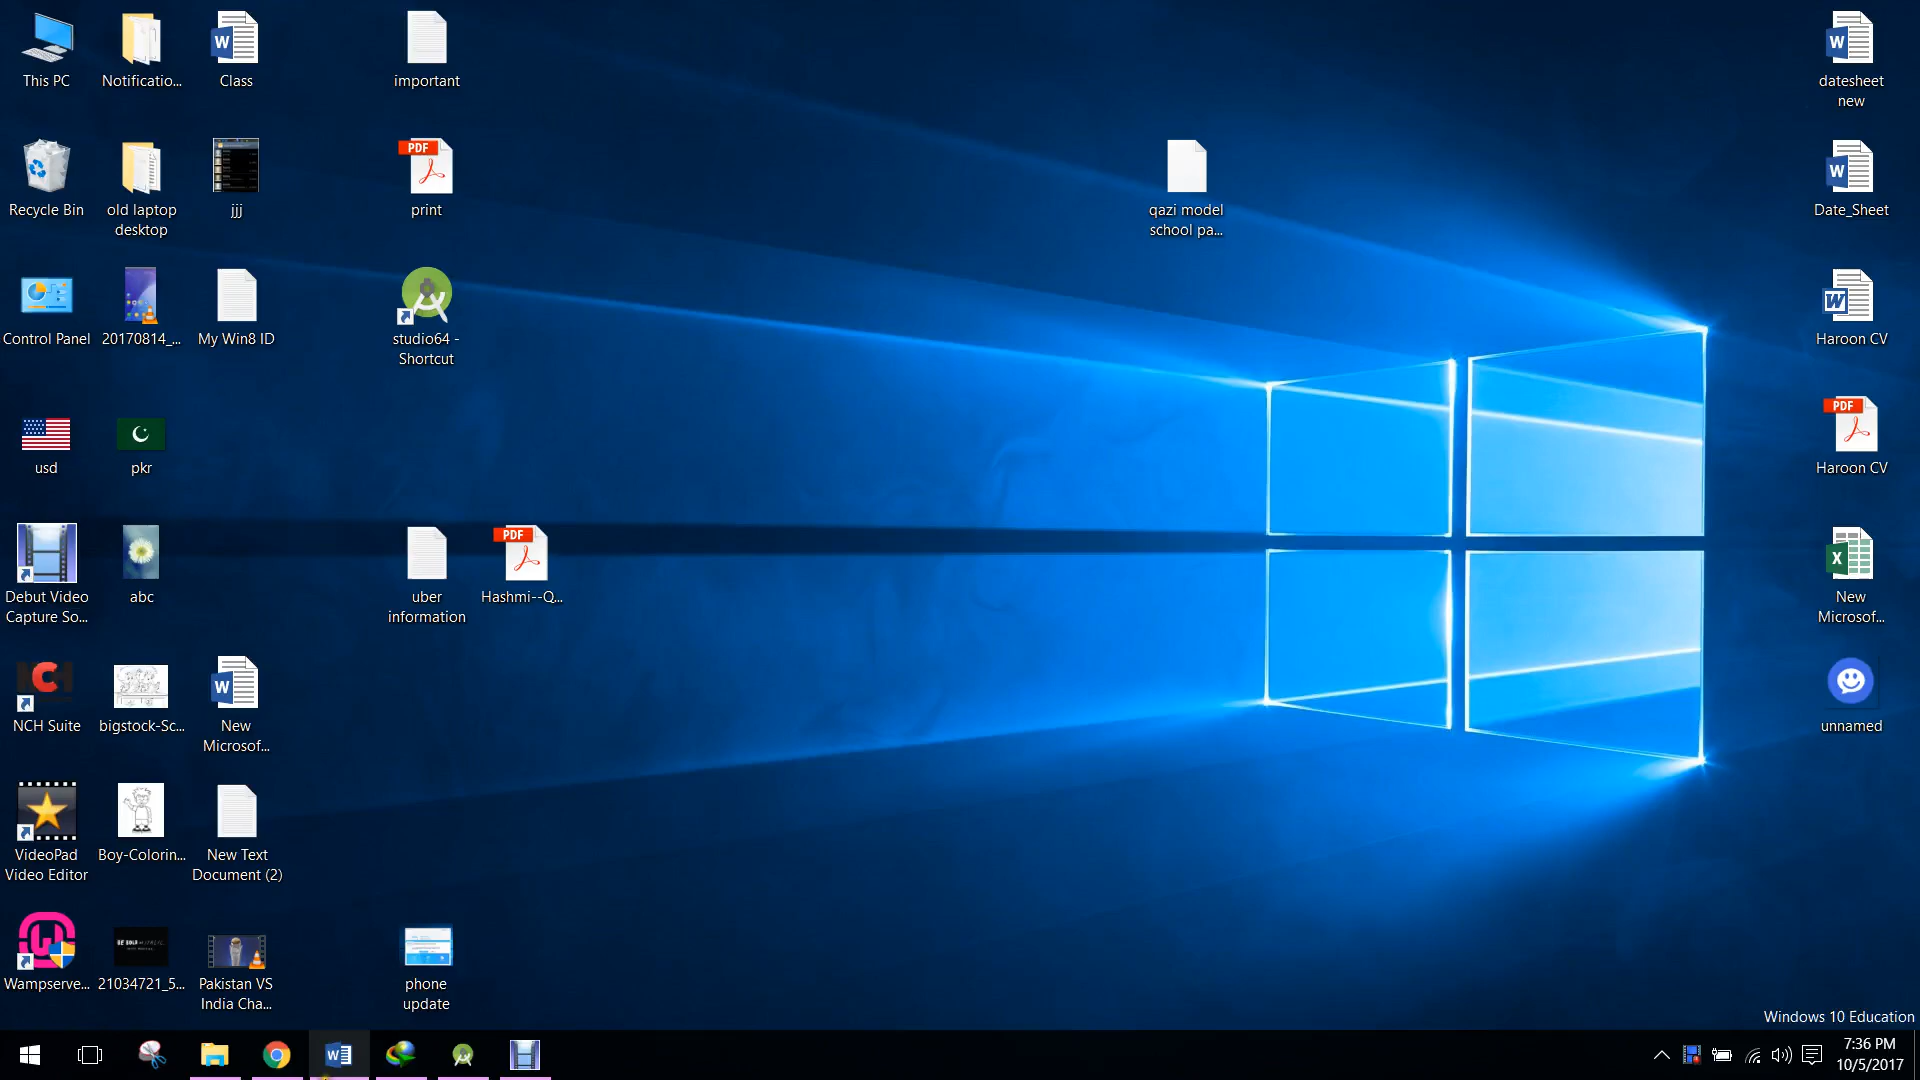 This PC
Notificatio...
Class
important
datesheet
new
Recycle Bin
old laptop
desktop
jjj
PDF
print
qazi model
school pa...
Date_Sheet
Control Panel
20170814_...
My Win8 ID
studio64 -
Shortcut
Haroon CV
usd
pkr
PDF
Haroon CV
Debut Video
Capture So...
abc
uber
information
PDF
Hashmi--Q...
New
Microsof...
NCH Suite
bigstock-Sc...
New
Microsof...
unnamed
VideoPad
Video Editor
Boy-Colorin...
New Text
Document (2)
Wampserve...
21034721_5...
Pakistan VS
India Cha...
phone
update
Windows 10 Education
7:36 PM
10/5/2017